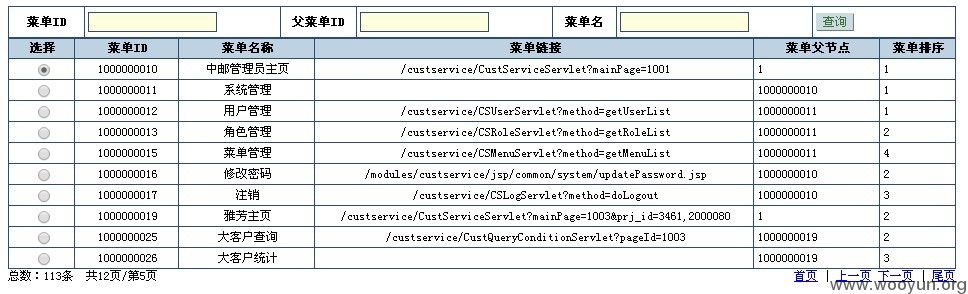 菜单ID 父菜单ID 菜单名 查询
选择 菜单ID 菜单名称 菜单链接 菜单父节点 菜单排序
1000000010 中邮管理员主页 /custservice/CustServiceServlet?mainPage=1001 1 1
1000000011 系统管理 1000000010 1
1000000012 用户管理 /custservice/CSUserServlet?method=getUserList 1000000011 1
1000000013 角色管理 /custservice/CSRoleServlet?method=getRoleList 1000000011 2
1000000015 菜单管理 /custservice/CSMenuServlet?method=getMenuList 1000000011 4
1000000016 修改密码 /modules/custservice/jsp/common/system/updatePassword.jsp 1000000010 2
1000000017 注销 /custservice/CSLogServlet?method=doLogout 1000000010 3
1000000019 雅芳主页 /custservice/CustServiceServlet?mainPage=1003&prj_id=3461,2000080 1 2
1000000025 大客户查询 /custservice/CustQueryConditionServlet?pageId=1003 1000000019 2
1000000026 大客户统计 1000000019 3
总数：113条 共12页/第5页 首页 | 上一页 下一页 | 尾页
www.wooyun.org